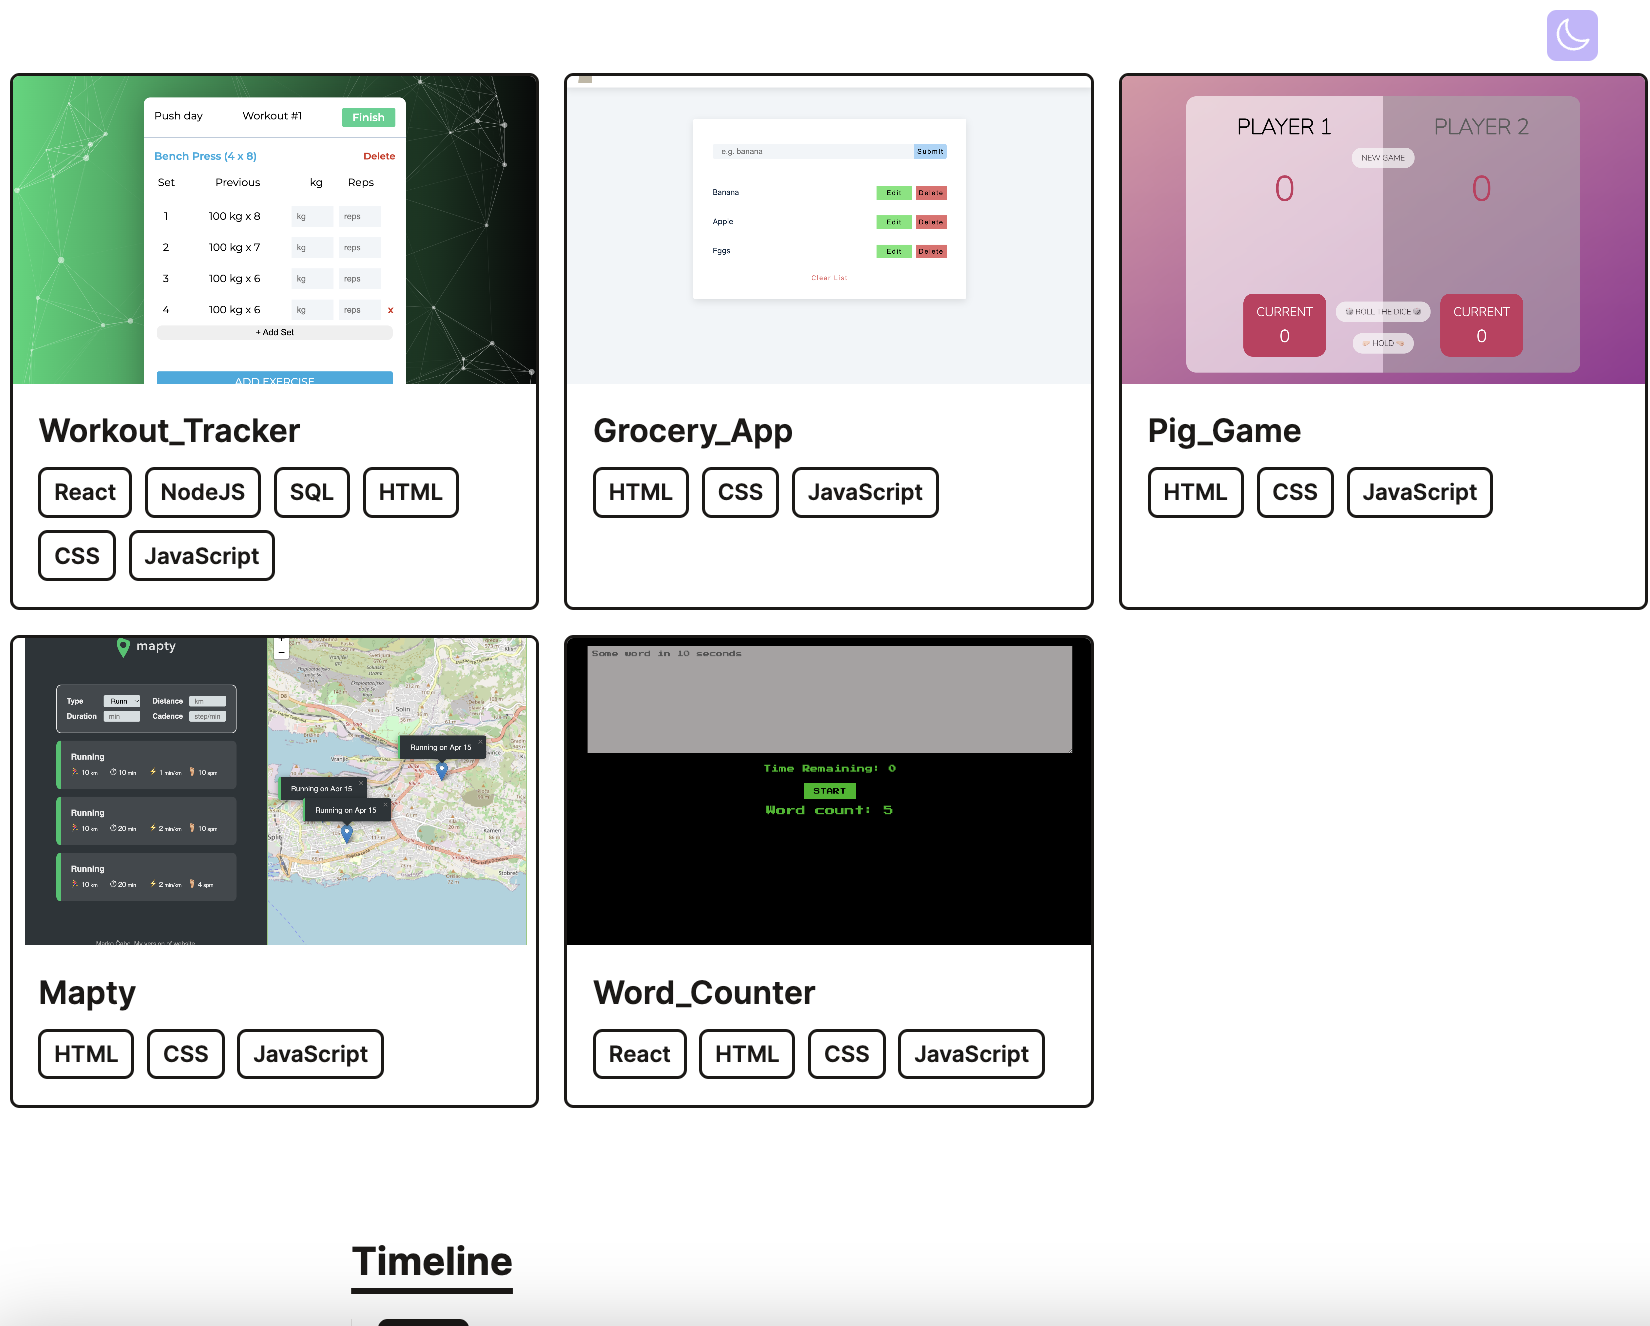 Push day Workout #1 Finish
Bench Press (4 x 8) Delete
Set Previous kg Reps
1 100 kg x 8 kg reps
2 100 kg x 7 kg reps
3 100 kg x 6 kg reps
4 100 kg x 6 kg reps x
+ Add Set
ADD EXERCISE
Workout_Tracker
React NodeJS SQL HTML
CSS JavaScript
e.g. banana Submit
Banana Edit Delete
Apple Edit Delete
Eggs Edit Delete
Clear List
Grocery_App
HTML CSS JavaScript
PLAYER 1 PLAYER 2
NEW GAME
0 0
CURRENT ROLL THE DICE CURRENT
0 HOLD 0
Pig_Game
HTML CSS JavaScript
mapty
Type Runn Distance km
Duration min Cadence step/min
Running
10 km 10 min 1 min/km 10 spm
Running
10 km 20 min 2 min/km 10 spm
Running
10 km 20 min 2 min/km 4 spm
−
Solin
Running on Apr 15
Vranjic
Running on Apr 15
Running on Apr 15
Split
Kamen
Stobreč
Mapty
HTML CSS JavaScript
Some word in 10 seconds
Time Remaining: 0
START
Word count: 5
Word_Counter
React HTML CSS JavaScript
Timeline